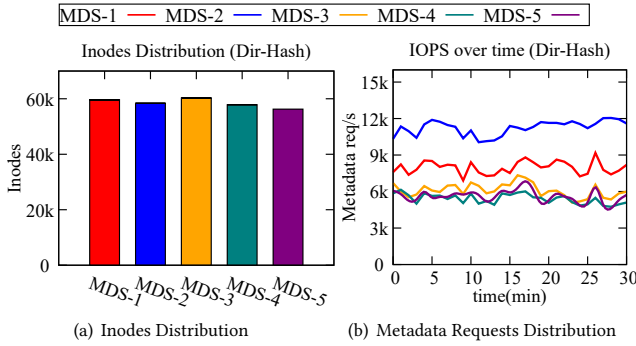 MDS-1 MDS-2 MDS-3 MDS-4 MDS-5
Inodes Distribution (Dir-Hash)
Inodes
60k
40k
20k
0
MDS-1
MDS-2
MDS-3
MDS-4
MDS-5
(a) Inodes Distribution
IOPS over time (Dir-Hash)
Metadata req/s
15k
12k
9k
6k
3k
0
0 5 10 15 20 25 30
time(min)
(b) Metadata Requests Distribution